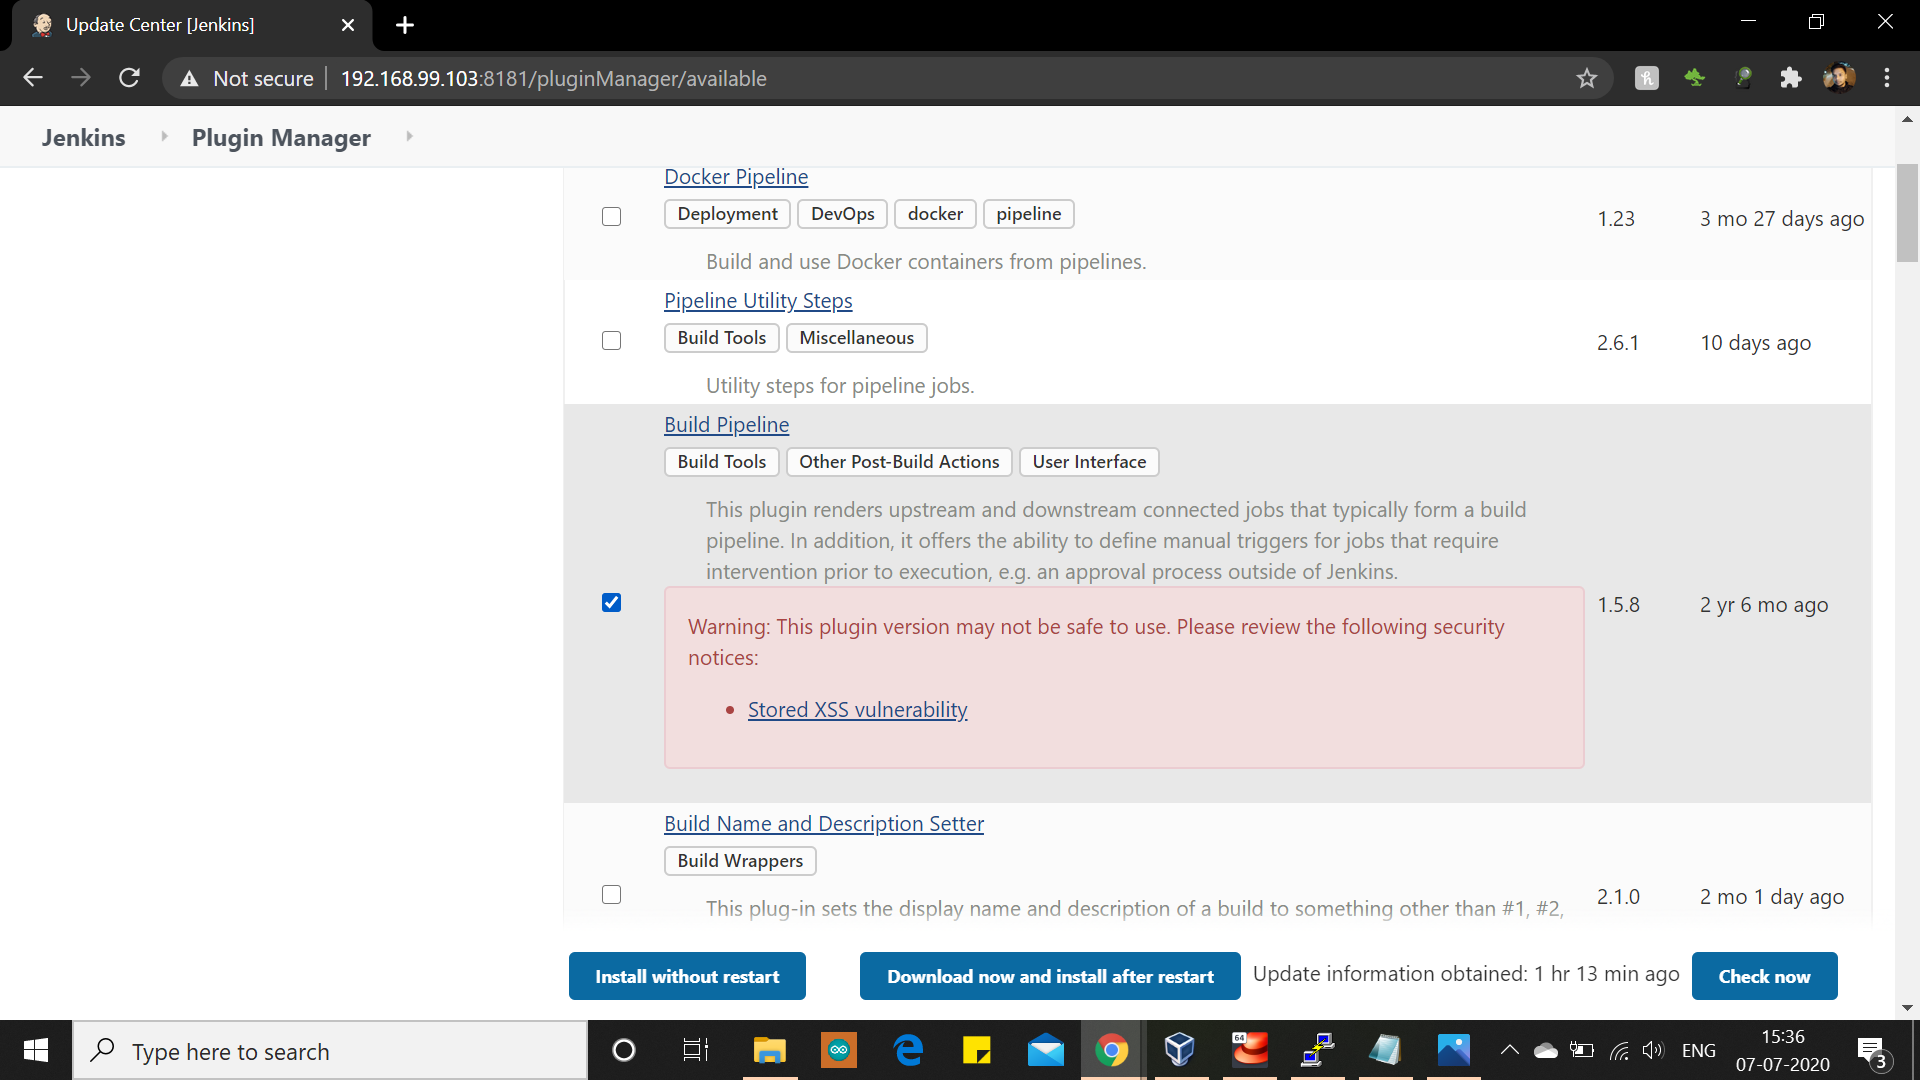 Update Center [Jenkins]
Not secure
192.168.99.103:8181/pluginManager/available
Jenkins
Plugin Manager
Docker Pipeline
Deployment DevOps docker pipeline
1.23 3 mo 27 days ago
Build and use Docker containers from pipelines.
Pipeline Utility Steps
Build Tools Miscellaneous
2.6.1 10 days ago
Utility steps for pipeline jobs.
Build Pipeline
Build Tools Other Post-Build Actions User Interface
This plugin renders upstream and downstream connected jobs that typically form a build
pipeline. In addition, it offers the ability to define manual triggers for jobs that require
intervention prior to execution, e.g. an approval process outside of Jenkins.
1.5.8 2 yr 6 mo ago
Warning: This plugin version may not be safe to use. Please review the following security
notices:
• Stored XSS vulnerability
Build Name and Description Setter
Build Wrappers
2.1.0 2 mo 1 day ago
This plug-in sets the display name and description of a build to something other than #1, #2,
Install without restart
Download now and install after restart
Update information obtained: 1 hr 13 min ago
Check now
Type here to search
64
ENG
15:36
07-07-2020
3